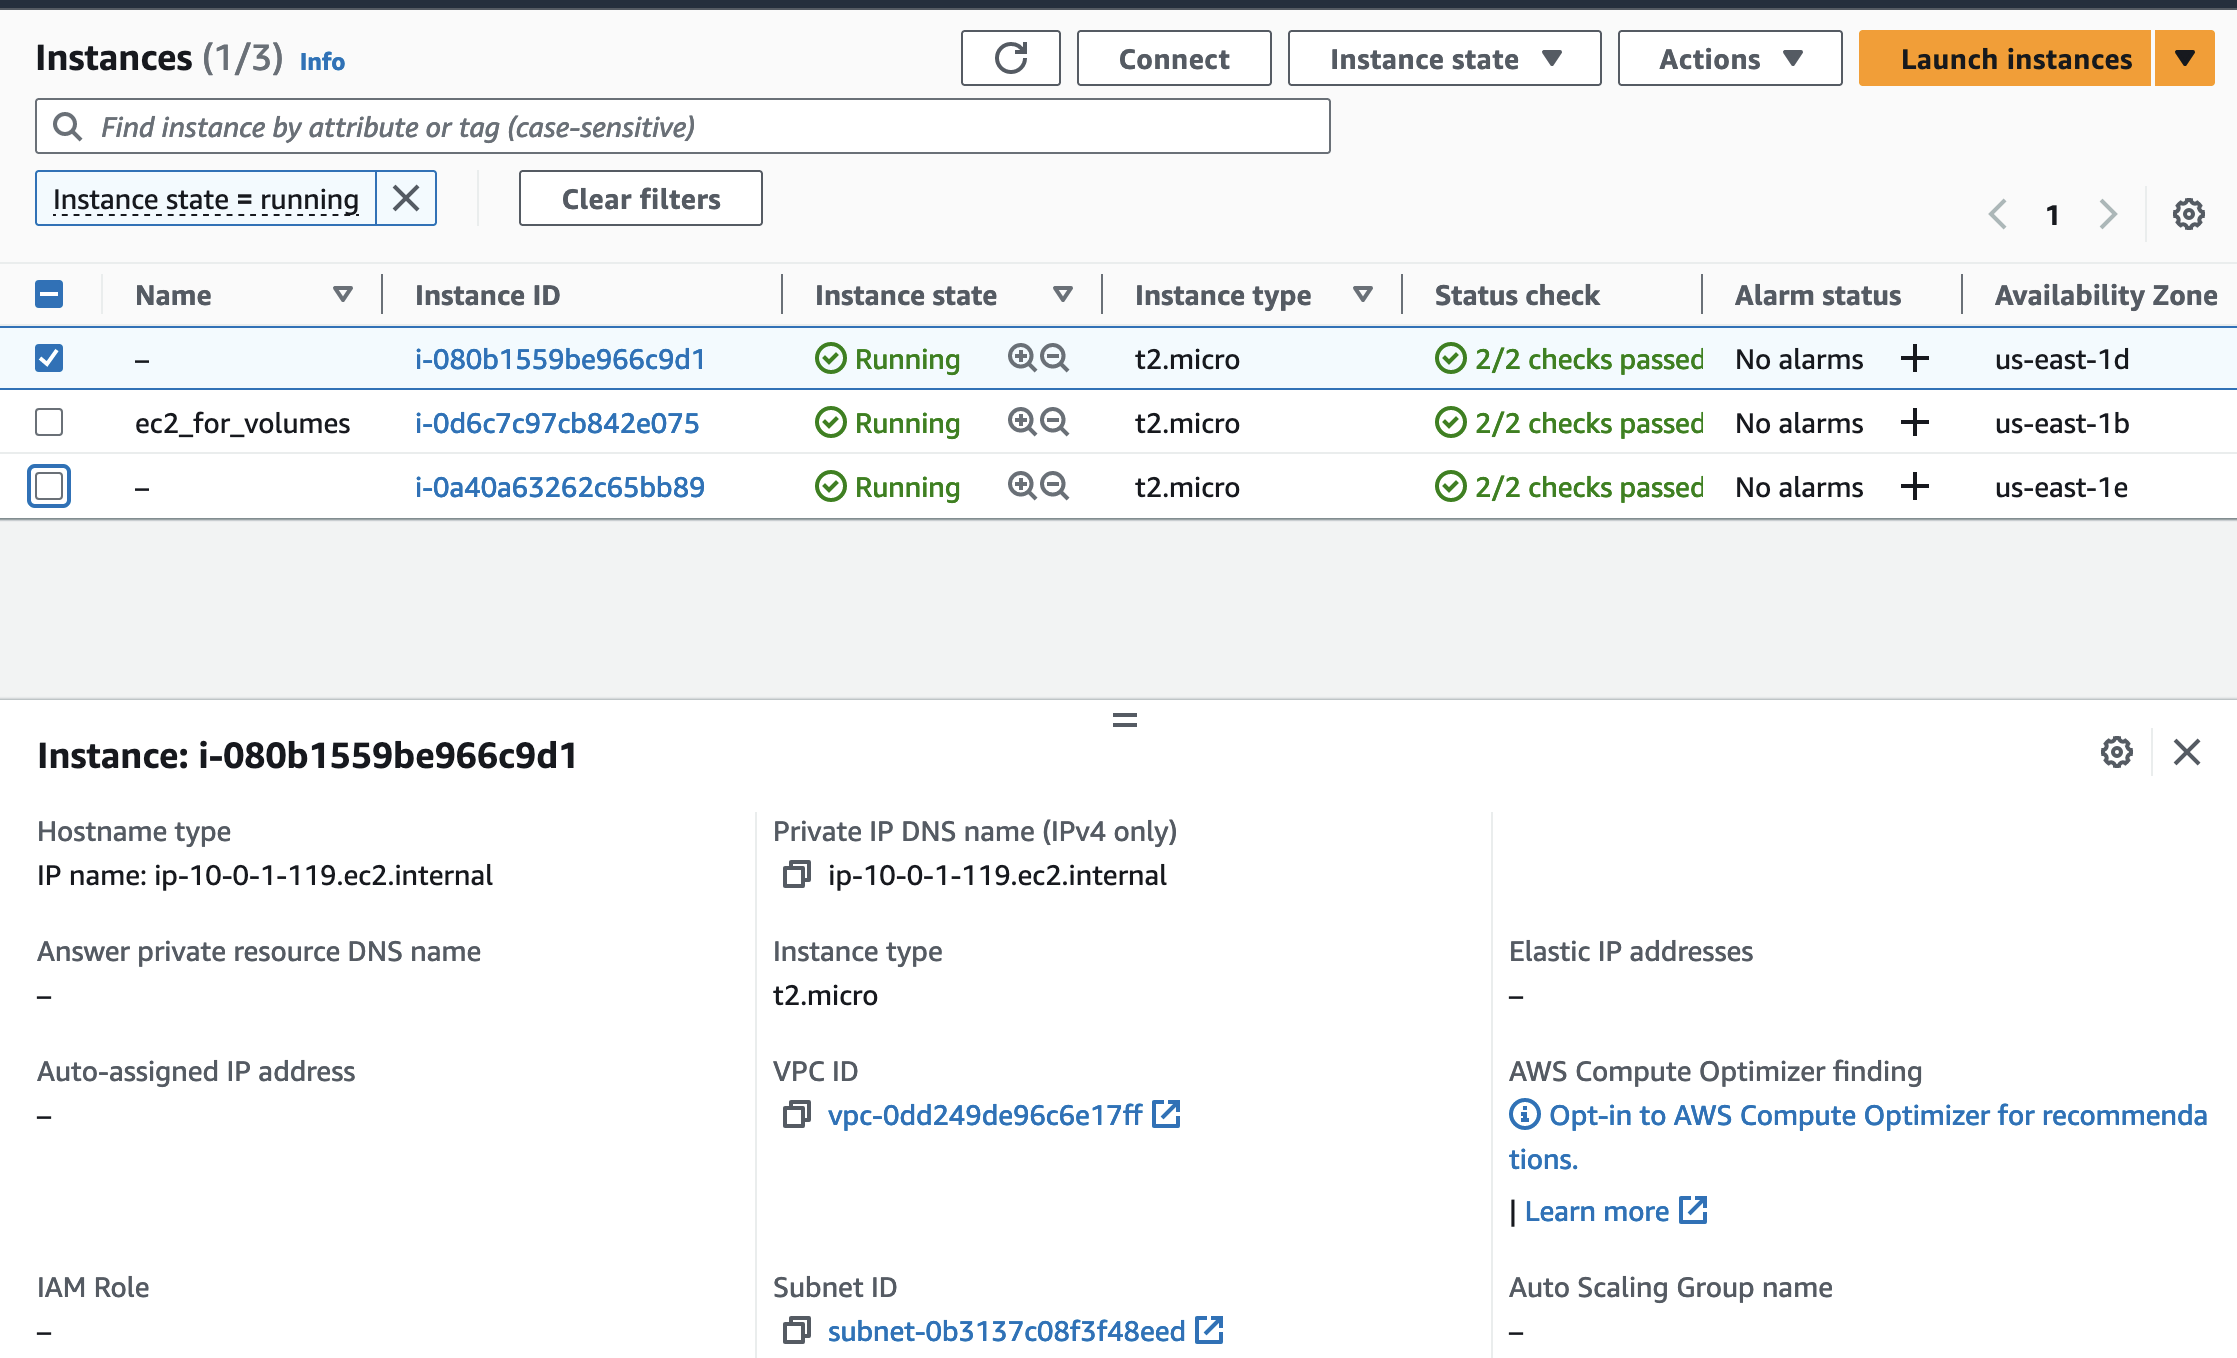 Instances (1/3) Info
Connect
Instance state
Actions
Launch instances
Find instance by attribute or tag (case-sensitive)
Instance state = running
Clear filters
1
Name Instance ID Instance state Instance type Status check Alarm status Availability Zone
– i-080b1559be966c9d1 Running t2.micro 2/2 checks passed No alarms + us-east-1d
ec2_for_volumes i-0d6c7c97cb842e075 Running t2.micro 2/2 checks passed No alarms + us-east-1b
– i-0a40a63262c65bb89 Running t2.micro 2/2 checks passed No alarms + us-east-1e
Instance: i-080b1559be966c9d1
Hostname type
IP name: ip-10-0-1-119.ec2.internal
Private IP DNS name (IPv4 only)
ip-10-0-1-119.ec2.internal
Answer private resource DNS name
–
Instance type
t2.micro
Elastic IP addresses
–
Auto-assigned IP address
–
VPC ID
vpc-0dd249de96c6e17ff
AWS Compute Optimizer finding
Opt-in to AWS Compute Optimizer for recommenda
tions.
| Learn more
IAM Role
–
Subnet ID
subnet-0b3137c08f3f48eed
Auto Scaling Group name
–